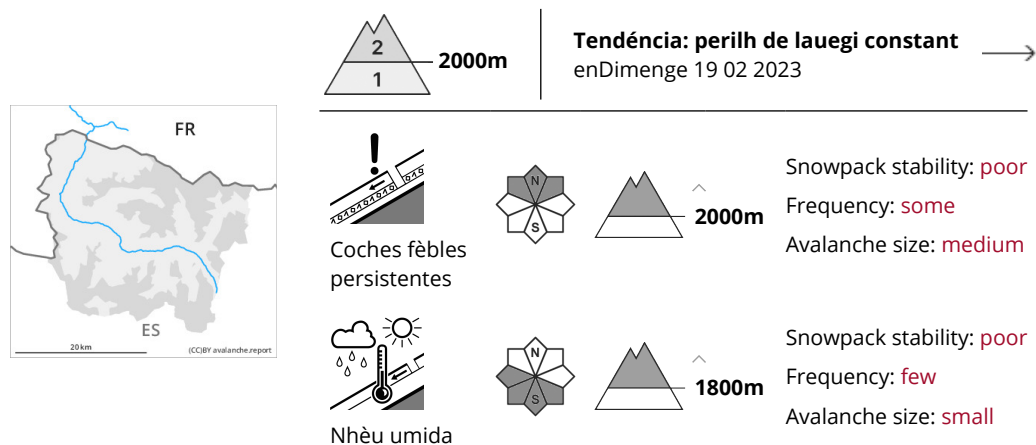 2
1
2000m
Tendéncia: perilh de lauegi constant
enDimenge 19 02 2023
FR
ES
20 km
(CC)BY avalanche.report
N
S
2000m
Coches fèbles
persistentes
Snowpack stability: poor
Frequency: some
Avalanche size: medium
N
S
1800m
Nhèu umida
Snowpack stability: poor
Frequency: few
Avalanche size: small